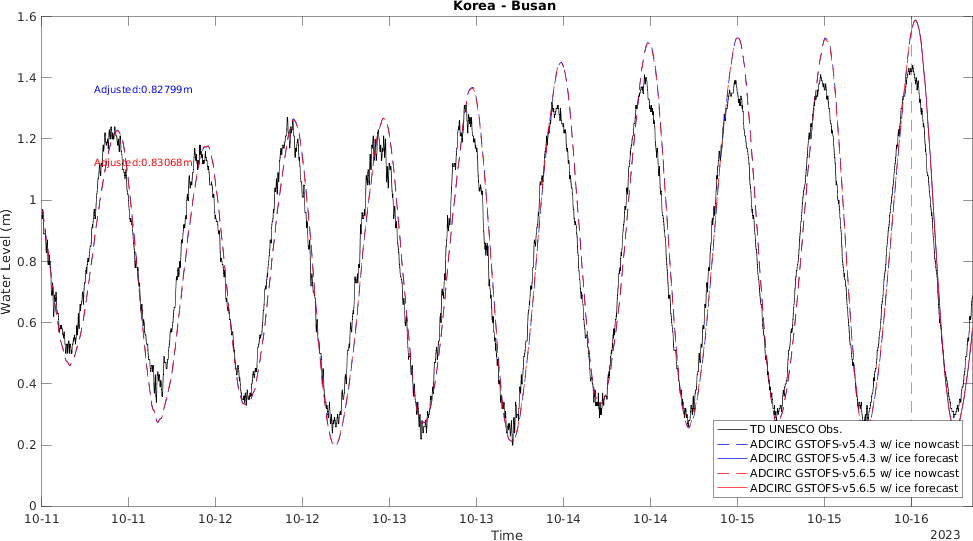 Korea - Busan
Water Level (m)
1.6
1.4
1.2
1
0.8
0.6
0.4
0.2
0
Adjusted:0.82799m
Adjusted:0.83068m
TD UNESCO Obs.
ADCIRC GSTOFS-v5.4.3 w/ ice nowcast
ADCIRC GSTOFS-v5.4.3 w/ ice forecast
ADCIRC GSTOFS-v5.6.5 w/ ice nowcast
ADCIRC GSTOFS-v5.6.5 w/ ice forecast
10-11 10-11 10-12 10-12 10-13 10-13 10-14 10-14 10-15 10-15 10-16
Time
2023